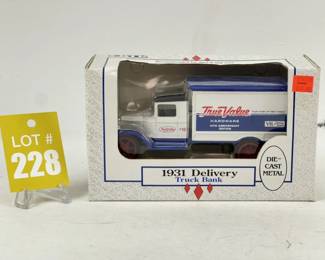 LOT #
228
True Value
HARDWARE
1931 Delivery
Truck Bank
DIE-
CAST
METAL